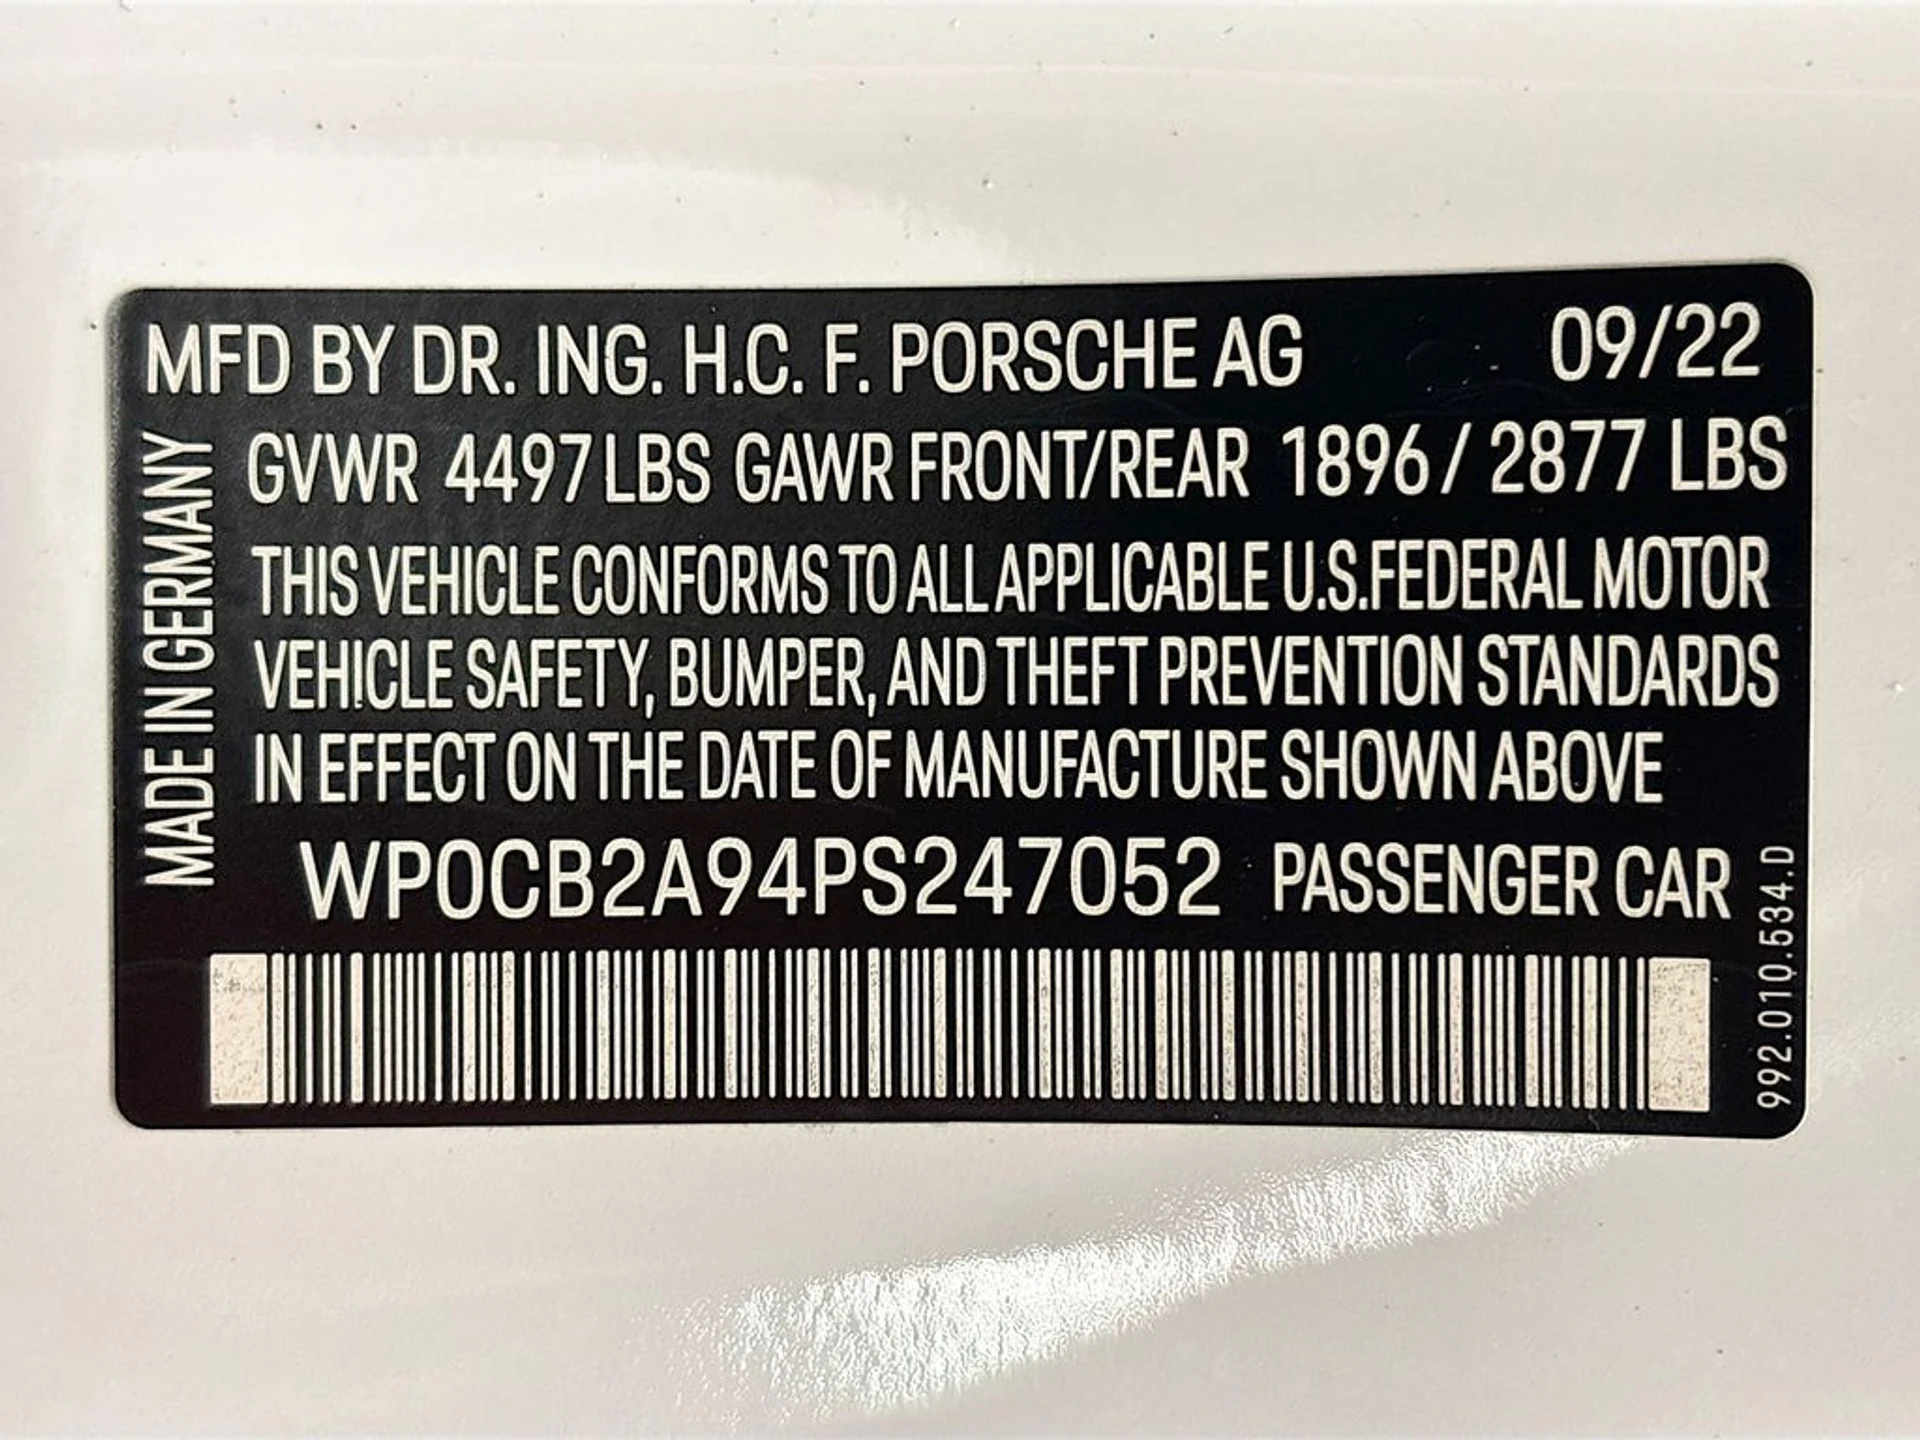 MFD BY DR. ING. H.C. F. PORSCHE AG 09/22
GVWR 4497 LBS GAWR FRONT/REAR 1896 / 2877 LBS
THIS VEHICLE CONFORMS TO ALL APPLICABLE U.S.FEDERAL MOTOR
VEHICLE SAFETY, BUMPER, AND THEFT PREVENTION STANDARDS
IN EFFECT ON THE DATE OF MANUFACTURE SHOWN ABOVE
WP0CB2A94PS247052 PASSENGER CAR
MADE IN GERMANY
992.010.534.D